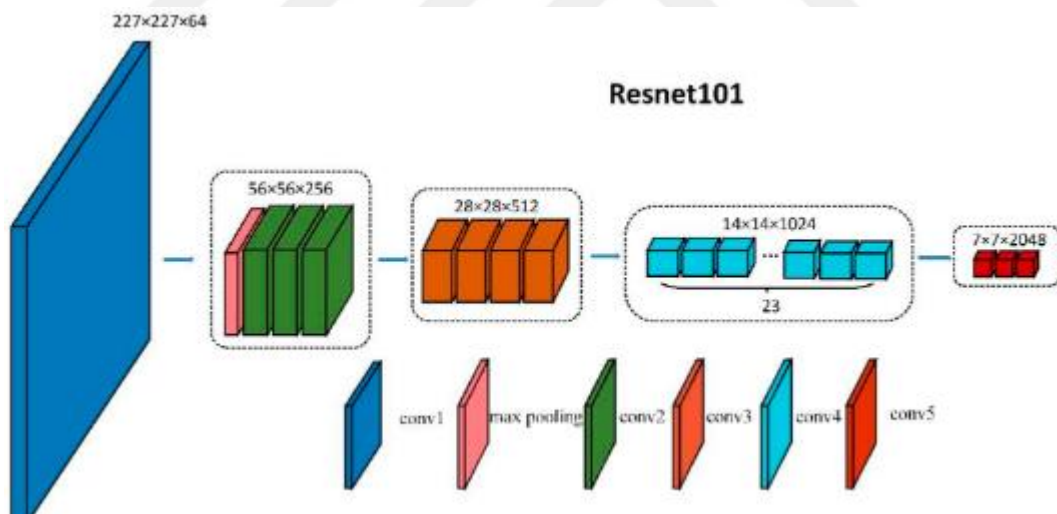 227×227×64
Resnet101
56×56×256
28×28×512
14×14×1024
7×7×2048
...
23
conv1
max pooling
conv2
conv3
conv4
conv5